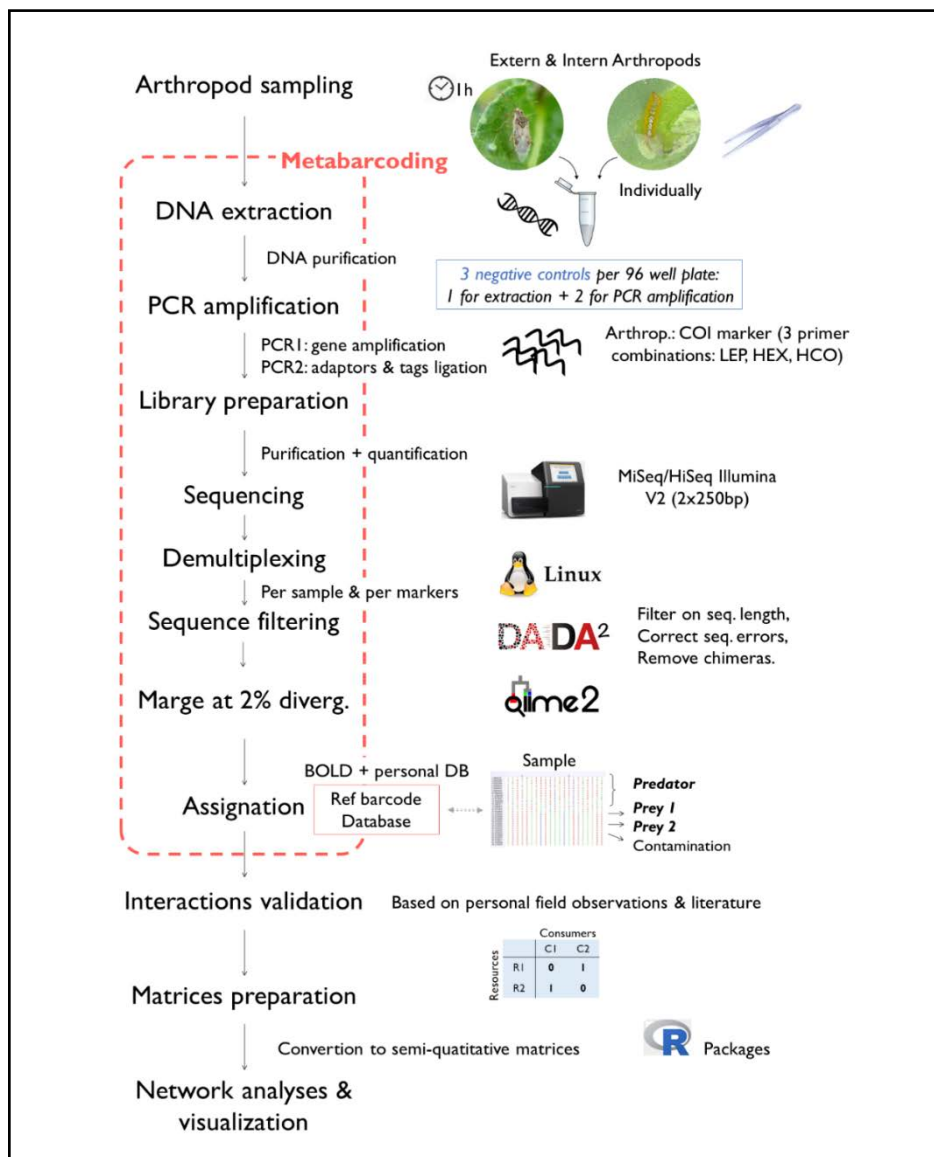 Extern & Intern Arthropods
Arthropod sampling
1h
Metabarcoding
Individually
DNA extraction
DNA purification
3 negative controls per 96 well plate:
1 for extraction + 2 for PCR amplification
PCR amplification
PCR1: gene amplification
PCR2: adaptors & tags ligation
Arthrop.: COI marker (3 primer
combinations: LEP, HEX, HCO)
Library preparation
Purification + quantification
Sequencing
MiSeq/HiSeq Illumina
V2 (2x250bp)
Demultiplexing
Linux
Per sample & per markers
Sequence filtering
DADA2
Filter on seq. length,
Correct seq. errors,
Remove chimeras.
Marge at 2% diverg.
qiime2
BOLD + personal DB
Sample
Assignation
Ref barcode
Database
Predator
Prey 1
Prey 2
Contamination
Interactions validation
Based on personal field observations & literature
Consumers
C1 C2
Resources
R1 0 1
R2 1 0
Matrices preparation
Convertion to semi-quatitative matrices
R Packages
Network analyses &
visualization